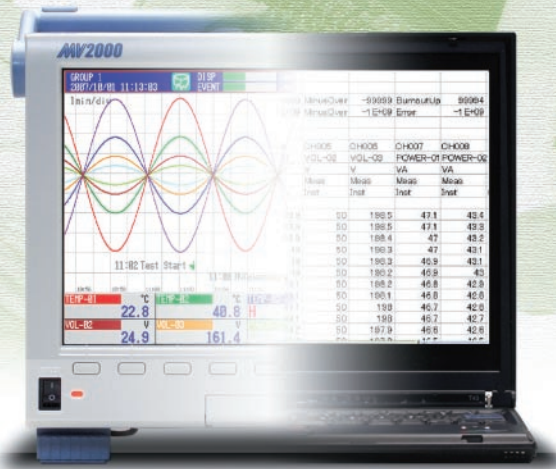 MV2000
GROUP 1
2007/10/01 11:13:03
DISP
EVENT
1min/div
11:02 Test Start
TEMP-01 °C
22.8
TEMP-02 °C
40.8
H
VOL-02 V
24.9
VOL-03 V
161.4
MinusOver -99999 BurnoutUp 99994
MinusOver -1 E+09 Error -1 E+09
CH005 CH006 CH007 CH008
VOL-02 VOL-03 POWER-01 POWER-02
V V VA VA
Meas Meas Meas Meas
Inst Inst Inst Inst
50 198.5 47.1 43.4
50 198.5 47.1 43.3
50 198.4 47 43.2
50 198.3 47 43.1
50 198.3 46.9 43.1
50 198.2 46.9 43
50 198.2 46.8 42.9
50 198.1 46.8 42.8
50 198 46.7 42.7
50 198 46.7 42.6
50 197.9 46.6 42.6